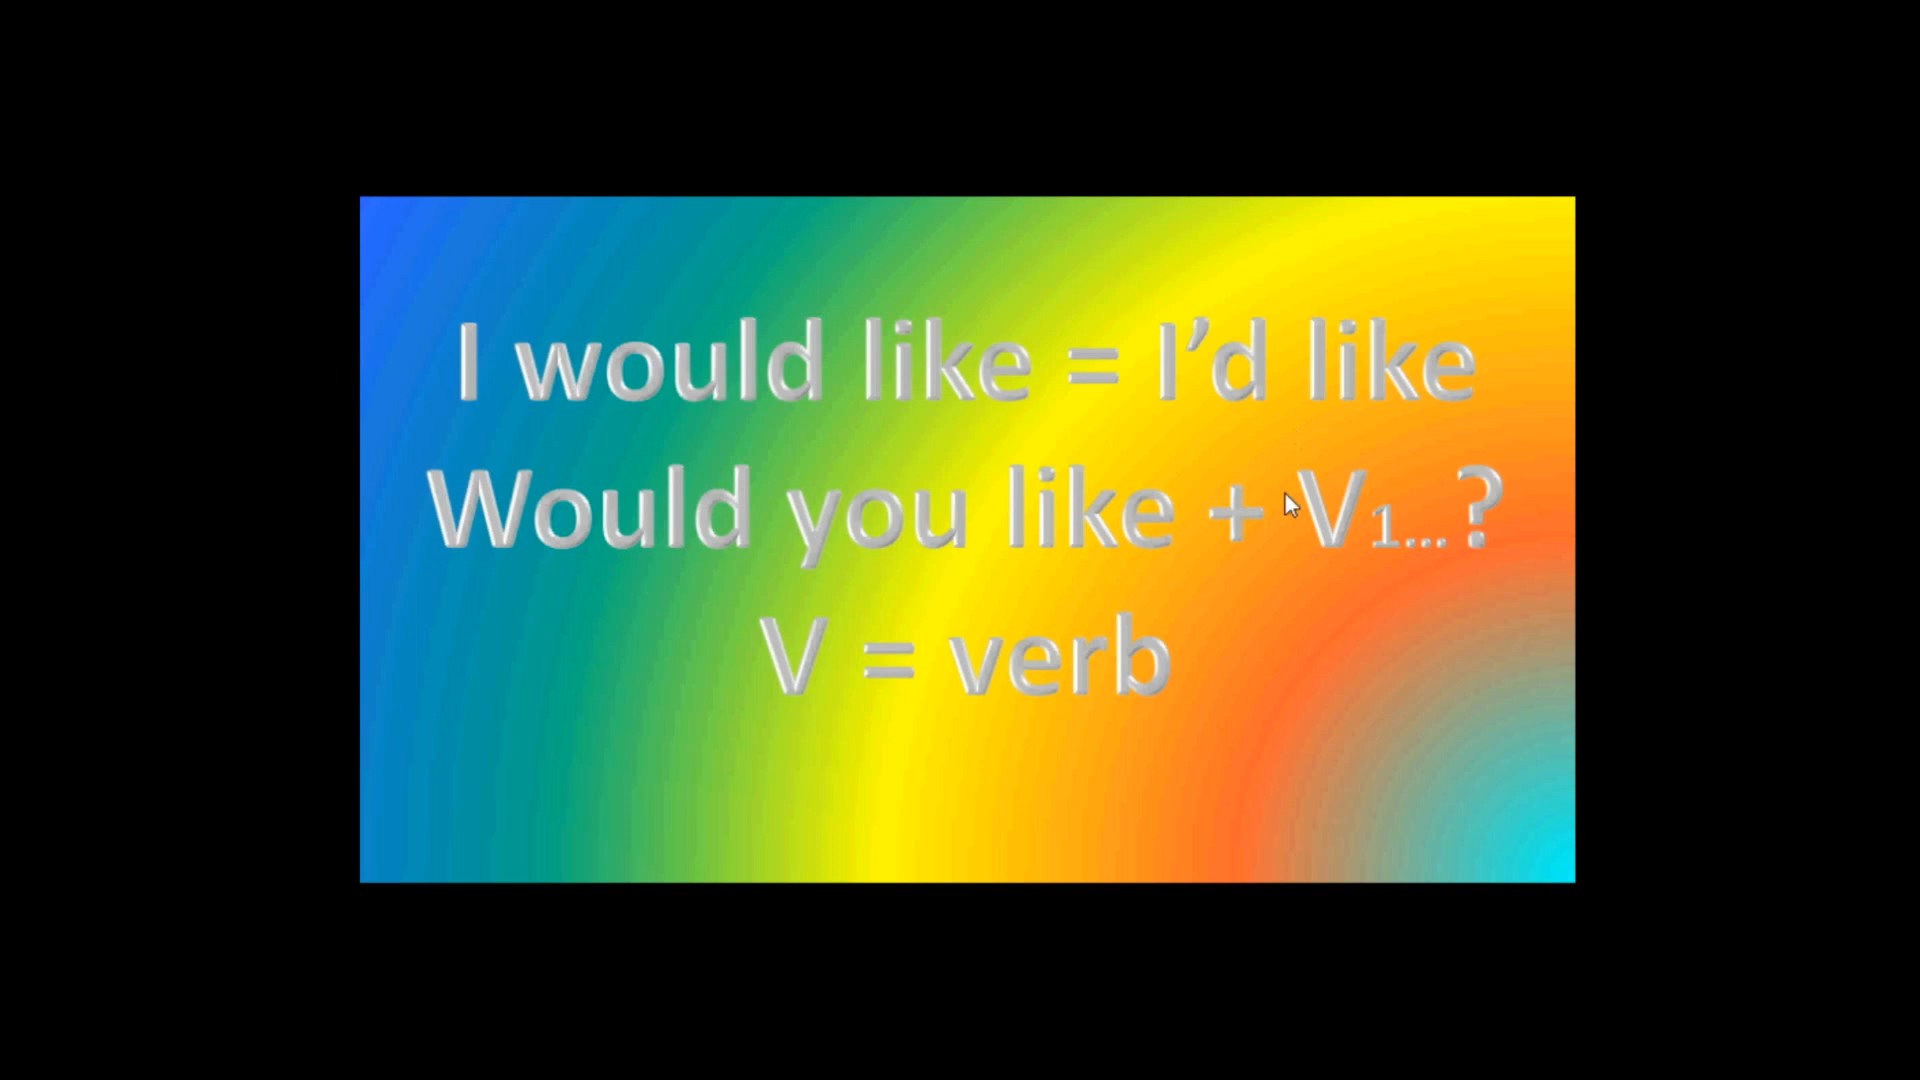 I would like = I’d like
Would you like + V1...?
V = verb